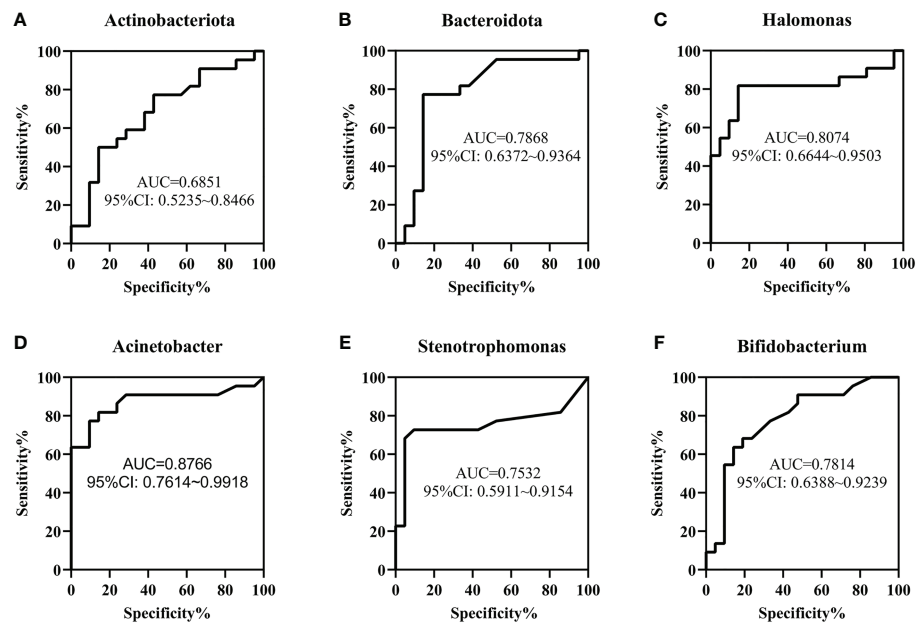 A Actinobacteriota
100
80
60
40
20
0
Sensitivity%
AUC=0.6851
95%CI: 0.5235~0.8466
0 20 40 60 80 100
Specificity%
B Bacteroidota
100
80
60
40
20
0
Sensitivity%
AUC=0.7868
95%CI: 0.6372~0.9364
0 20 40 60 80 100
Specificity%
C Halomonas
100
80
60
40
20
0
Sensitivity%
AUC=0.8074
95%CI: 0.6644~0.9503
0 20 40 60 80 100
Specificity%
D Acinetobacter
100
80
60
40
20
0
Sensitivity%
AUC=0.8766
95%CI: 0.7614~0.9918
0 20 40 60 80 100
Specificity%
E Stenotrophomonas
100
80
60
40
20
0
Sensitivity%
AUC=0.7532
95%CI: 0.5911~0.9154
0 20 40 60 80 100
Specificity%
F Bifidobacterium
100
80
60
40
20
0
Sensitivity%
AUC=0.7814
95%CI: 0.6388~0.9239
0 20 40 60 80 100
Specificity%